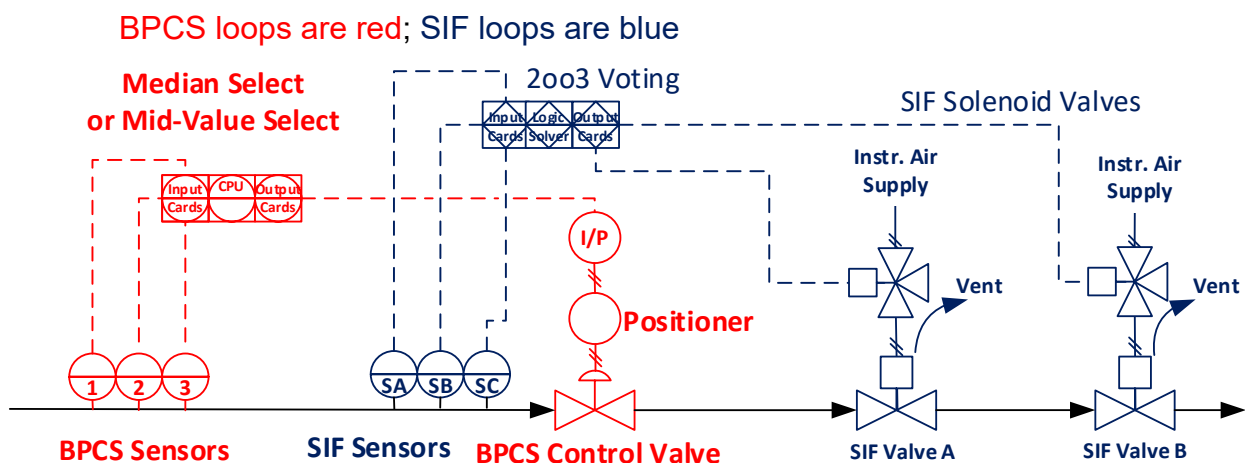 BPCS loops are red; SIF loops are blue
Median Select
or Mid-Value Select
2oo3 Voting
SIF Solenoid Valves
Input
Cards
Logic
Solver
Output
Cards
Instr. Air
Supply
Instr. Air
Supply
Input
Cards
CPU
Output
Cards
I/P
Vent
Vent
Positioner
1
2
3
SA
SB
SC
BPCS Sensors
SIF Sensors
BPCS Control Valve
SIF Valve A
SIF Valve B